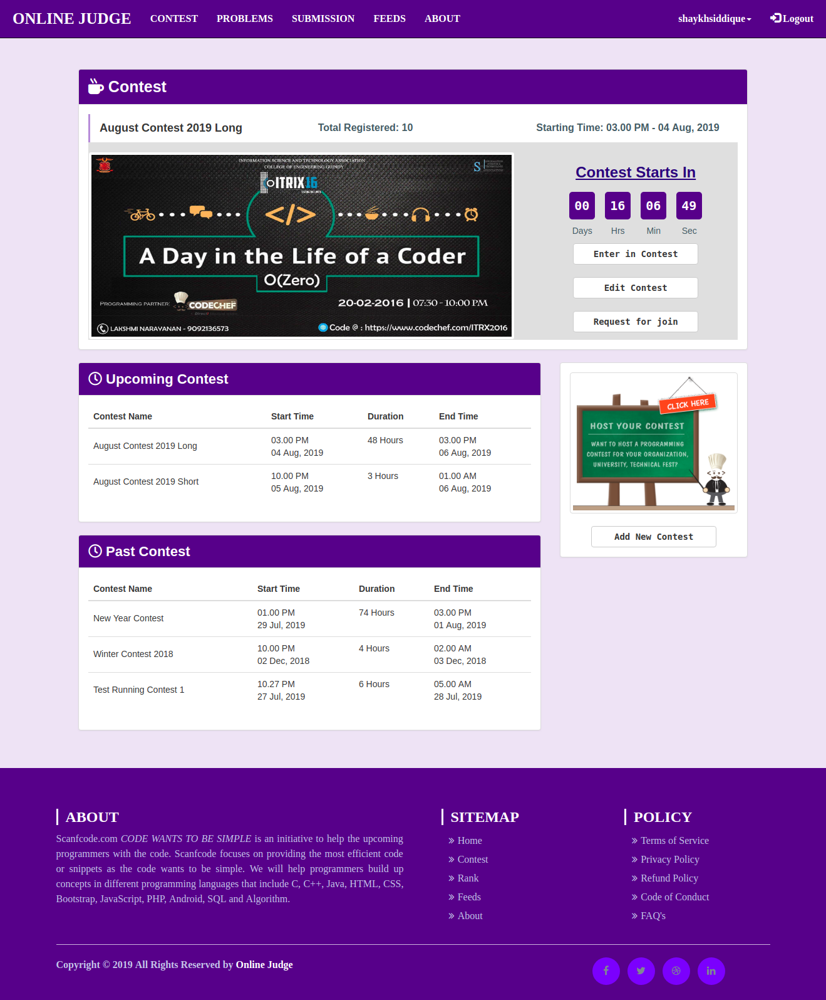 ONLINE JUDGE CONTEST PROBLEMS SUBMISSION FEEDS ABOUT shaykhsiddique Logout
Contest
August Contest 2019 Long Total Registered: 10 Starting Time: 03.00 PM - 04 Aug, 2019
INFORMATION SCIENCE AND TECHNOLOGY ASSOCIATION
COLLEGE OF ENGINEERING GUINDY
ITRIX16
TESTING THE LIMITS
</>
A Day in the Life of a Coder
O(Zero)
PROGRAMMING PARTNER: CODECHEF
20-02-2016 | 07:30 - 10:00 PM
LAKSHMI NARAYANAN - 9092136573
Code @ : https://www.codechef.com/ITRX2016
Contest Starts In
00 16 06 49
Days Hrs Min Sec
Enter in Contest
Edit Contest
Request for join
Upcoming Contest
Contest Name Start Time Duration End Time
August Contest 2019 Long 03.00 PM 48 Hours 03.00 PM
04 Aug, 2019 06 Aug, 2019
August Contest 2019 Short 10.00 PM 3 Hours 01.00 AM
05 Aug, 2019 06 Aug, 2019
CLICK HERE
HOST YOUR CONTEST
WANT TO HOST A PROGRAMMING
CONTEST FOR YOUR ORGANIZATION,
UNIVERSITY, TECHNICAL FEST?
Add New Contest
Past Contest
Contest Name Start Time Duration End Time
New Year Contest 01.00 PM 74 Hours 03.00 PM
29 Jul, 2019 01 Aug, 2019
Winter Contest 2018 10.00 PM 4 Hours 02.00 AM
02 Dec, 2018 03 Dec, 2018
Test Running Contest 1 10.27 PM 6 Hours 05.00 AM
27 Jul, 2019 28 Jul, 2019
ABOUT
Scanfcode.com CODE WANTS TO BE SIMPLE is an initiative to help the upcoming
programmers with the code. Scanfcode focuses on providing the most efficient code
or snippets as the code wants to be simple. We will help programmers build up
concepts in different programming languages that include C, C++, Java, HTML, CSS,
Bootstrap, JavaScript, PHP, Android, SQL and Algorithm.
SITEMAP
» Home
» Contest
» Rank
» Feeds
» About
POLICY
» Terms of Service
» Privacy Policy
» Refund Policy
» Code of Conduct
» FAQ's
Copyright © 2019 All Rights Reserved by Online Judge